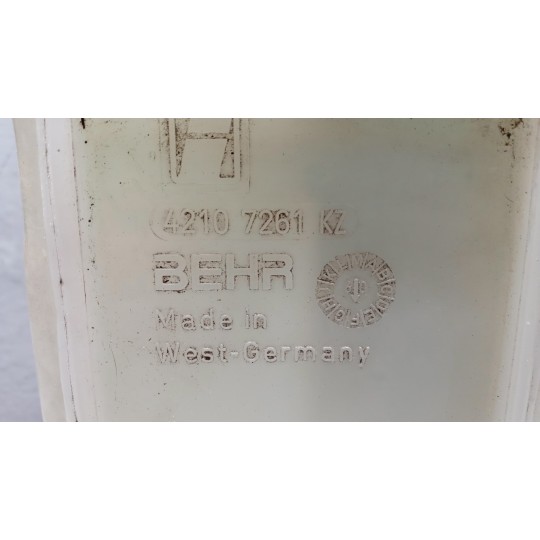 4210 7261 KZ
BEHR
Made in
West-Germany